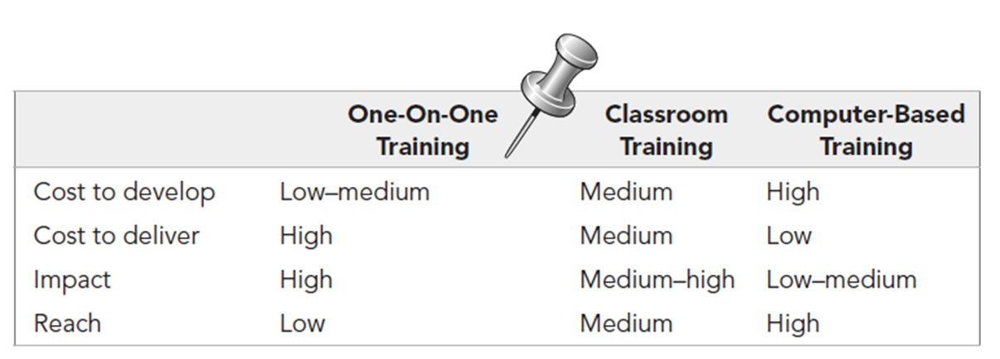 One-On-One Training Classroom Training Computer-Based Training
Cost to develop Low–medium Medium High
Cost to deliver High Medium Low
Impact High Medium–high Low–medium
Reach Low Medium High